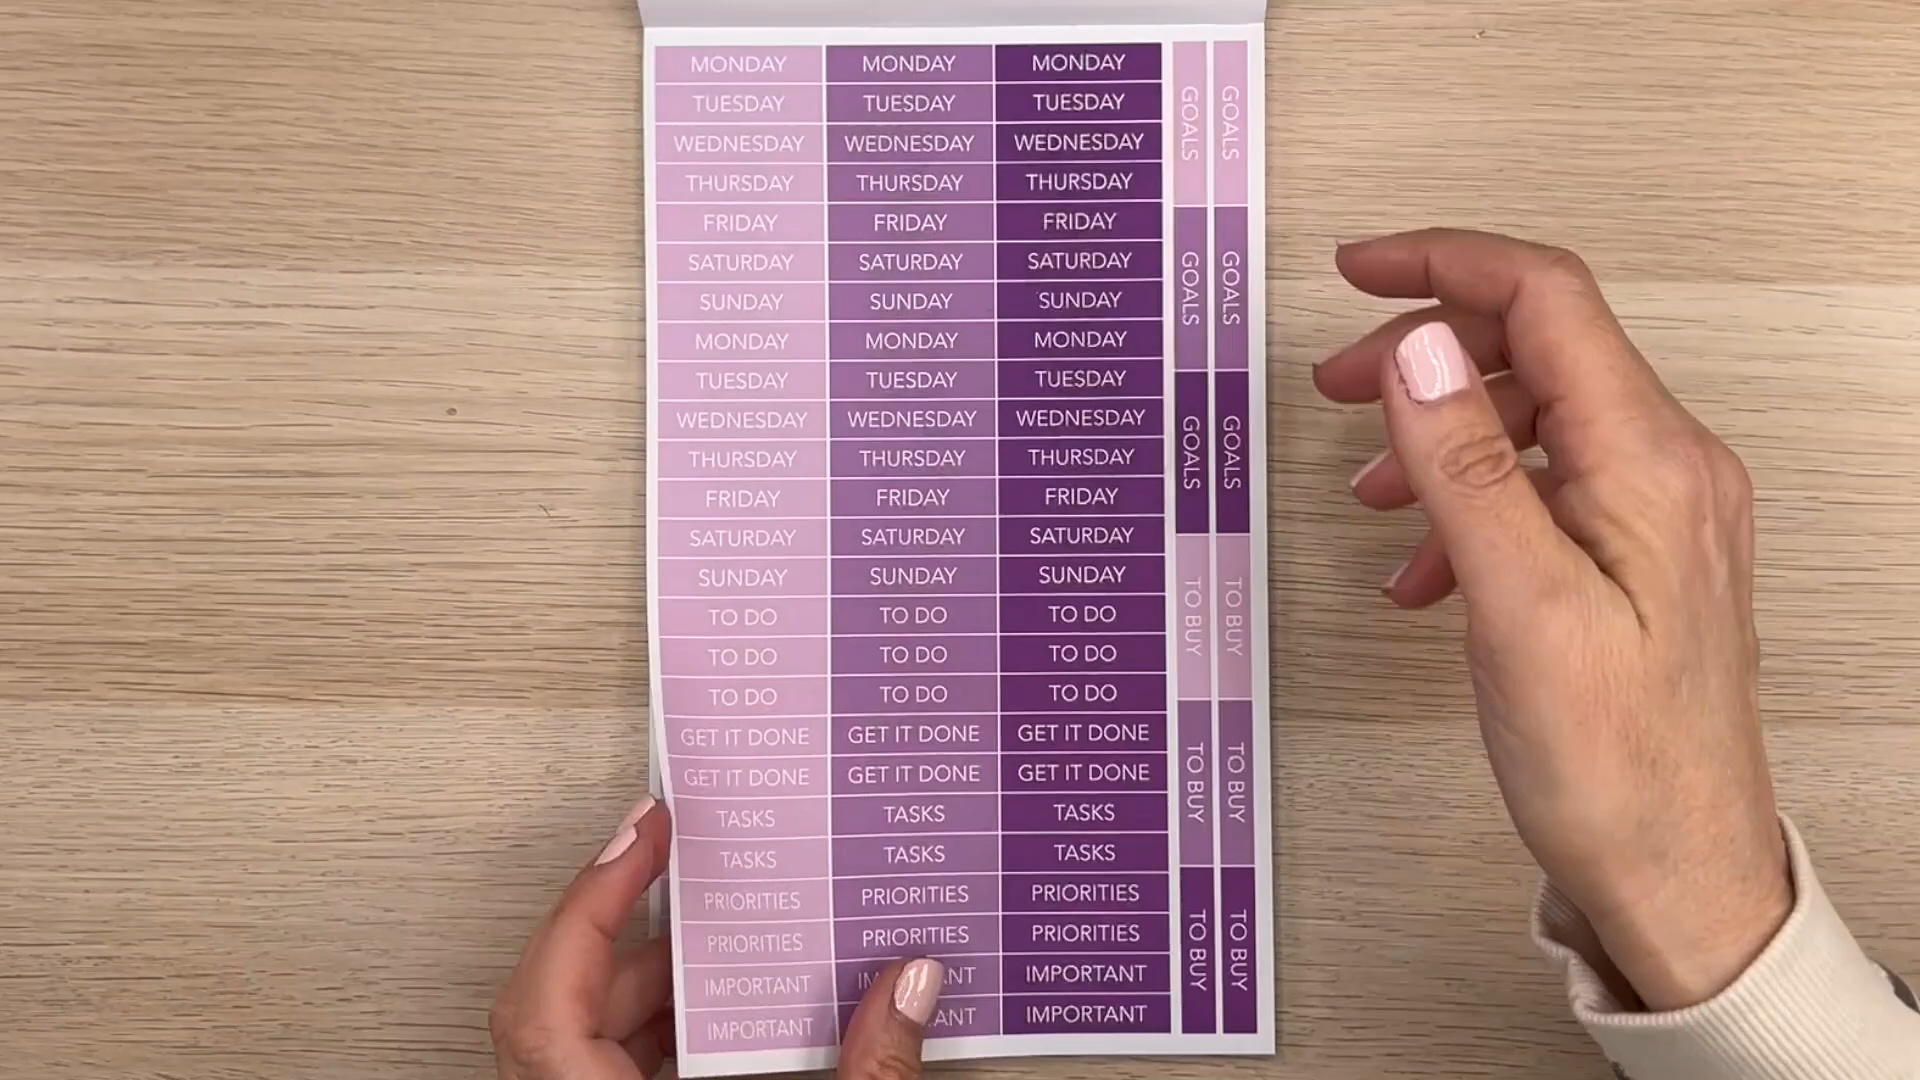 MONDAY MONDAY MONDAY
TUESDAY TUESDAY TUESDAY
WEDNESDAY WEDNESDAY WEDNESDAY
THURSDAY THURSDAY THURSDAY
FRIDAY FRIDAY FRIDAY
SATURDAY SATURDAY SATURDAY
SUNDAY SUNDAY SUNDAY
MONDAY MONDAY MONDAY
TUESDAY TUESDAY TUESDAY
WEDNESDAY WEDNESDAY WEDNESDAY
THURSDAY THURSDAY THURSDAY
FRIDAY FRIDAY FRIDAY
SATURDAY SATURDAY SATURDAY
SUNDAY SUNDAY SUNDAY
TO DO TO DO TO DO
TO DO TO DO TO DO
TO DO TO DO TO DO
GET IT DONE GET IT DONE GET IT DONE
GET IT DONE GET IT DONE GET IT DONE
TASKS TASKS TASKS
TASKS TASKS TASKS
PRIORITIES PRIORITIES PRIORITIES
PRIORITIES PRIORITIES PRIORITIES
IMPORTANT IMPORTANT
IMPORTANT IMPORTANT
GOALS GOALS
GOALS GOALS
GOALS GOALS
TO BUY TO BUY
TO BUY TO BUY
TO BUY TO BUY